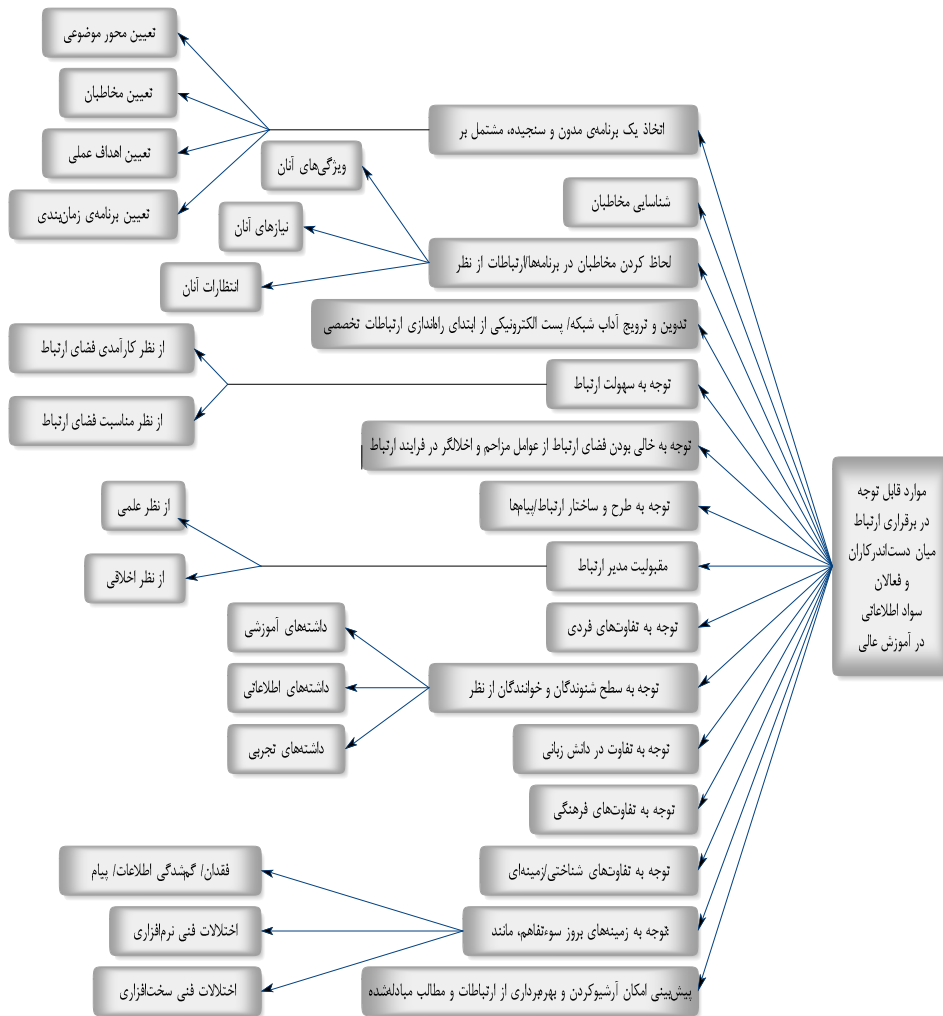 موارد قابل توجه
در برقراری ارتباط
میان دست‌اندرکاران
و فعالان
سواد اطلاعاتی
در آموزش عالی
اتخاذ یک برنامه‌ی مدون و سنجیده، مشتمل بر
تعیین محور موضوعی
تعیین مخاطبان
تعیین اهداف عملی
تعیین برنامه‌ی زمان‌بندی
شناسایی مخاطبان
لحاظ کردن مخاطبان در برنامه‌ها/ارتباطات از نظر
ویژگی‌های آنان
نیازهای آنان
انتظارات آنان
تدوین و ترویج آداب شبکه/ پست الکترونیکی از ابتدای راه‌اندازی ارتباطات تخصصی
توجه به سهولت ارتباط
از نظر کارآمدی فضای ارتباط
از نظر مناسبت فضای ارتباط
توجه به خالی بودن فضای ارتباط از عوامل مزاحم و اخلالگر در فرایند ارتباط
توجه به طرح و ساختار ارتباط/پیام‌ها
مقبولیت مدیر ارتباط
از نظر علمی
از نظر اخلاقی
توجه به تفاوت‌های فردی
توجه به سطح شنوندگان و خوانندگان از نظر
داشته‌های آموزشی
داشته‌های اطلاعاتی
داشته‌های تجربی
توجه به تفاوت در دانش زبانی
توجه به تفاوت‌های فرهنگی
توجه به تفاوت‌های شناختی/زمینه‌ای
توجه به زمینه‌های بروز سوءتفاهم، مانند
فقدان/ گم‌شدگی اطلاعات/ پیام
اختلالات فنی نرم‌افزاری
اختلالات فنی سخت‌افزاری
پیش‌بینی امکان آرشیوکردن و بهره‌برداری از ارتباطات و مطالب مبادله‌شده